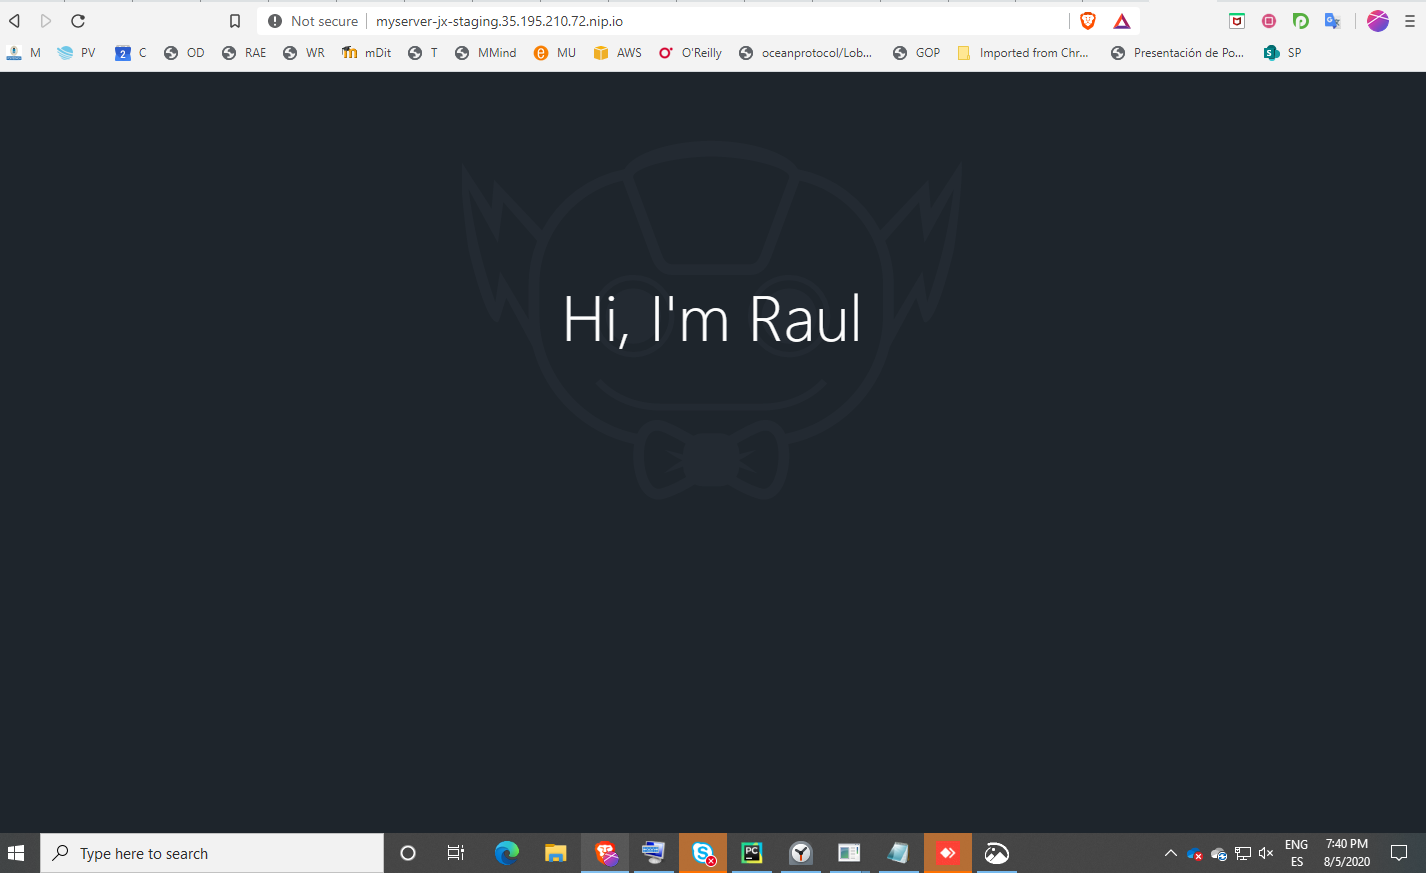 Not secure myserver-jx-staging.35.195.210.72.nip.io
M PV 2 C OD RAE WR mDit T MMind e MU AWS O'Reilly oceanprotocol/Lob... GOP Imported from Chr... Presentación de Po... S SP
Hi, I'm Raul
Type here to search
PC
ENG
ES
7:40 PM
8/5/2020